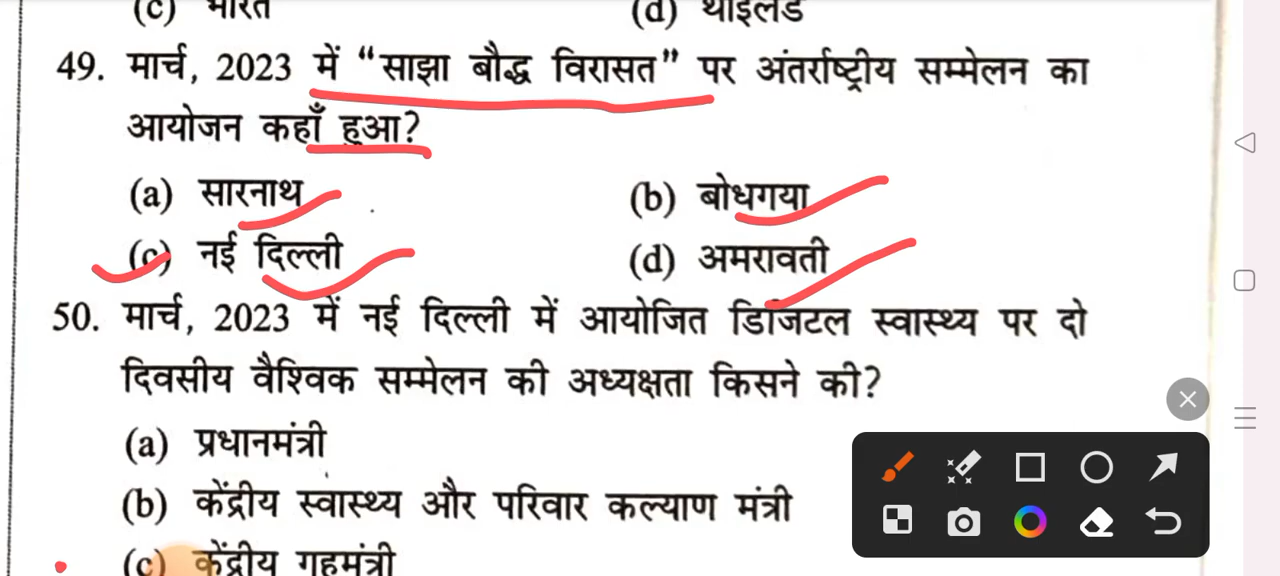 (c) भारत (d) थाईलैंड
49. मार्च, 2023 में “साझा बौद्ध विरासत” पर अंतर्राष्ट्रीय सम्मेलन का
आयोजन कहाँ हुआ?
(a) सारनाथ (b) बोधगया
(c) नई दिल्ली (d) अमरावती
50. मार्च, 2023 में नई दिल्ली में आयोजित डिजिटल स्वास्थ्य पर दो
दिवसीय वैश्विक सम्मेलन की अध्यक्षता किसने की?
(a) प्रधानमंत्री
(b) केंद्रीय स्वास्थ्य और परिवार कल्याण मंत्री
(c) केंद्रीय गृहमंत्री